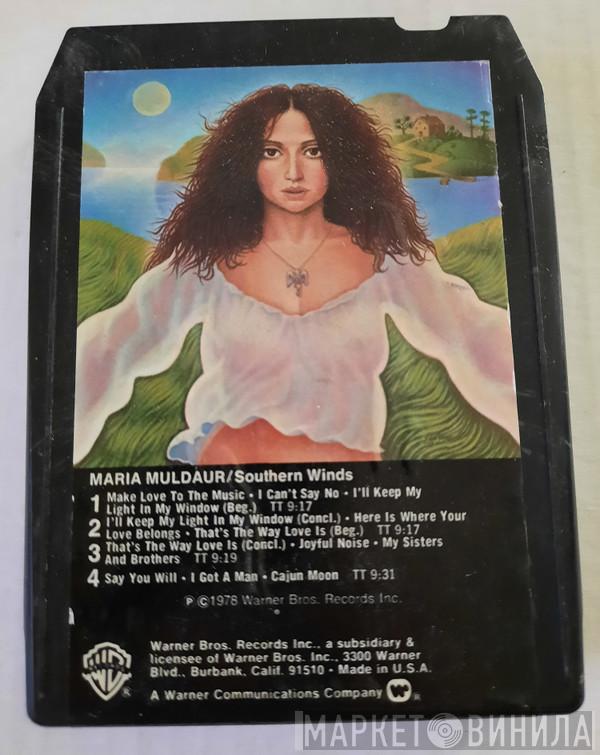 MARIA MULDAUR/Southern Winds
1 Make Love To The Music • I Can't Say No • I'll Keep My
Light In My Window (Beg.) TT 9:17
2 I'll Keep My Light In My Window (Concl.) • Here Is Where Your
Love Belongs • That's The Way Love Is (Beg.) TT 9:17
3 That's The Way Love Is (Concl.) • Joyful Noise • My Sisters
And Brothers TT 9:19
4 Say You Will • I Got A Man • Cajun Moon TT 9:31
℗ ©1978 Warner Bros. Records Inc.
Warner Bros. Records Inc., a subsidiary &
licensee of Warner Bros. Inc., 3300 Warner
Blvd., Burbank, Calif. 91510 • Made in U.S.A.
A Warner Communications Company ®
МАРКЕТ ВИНИЛА